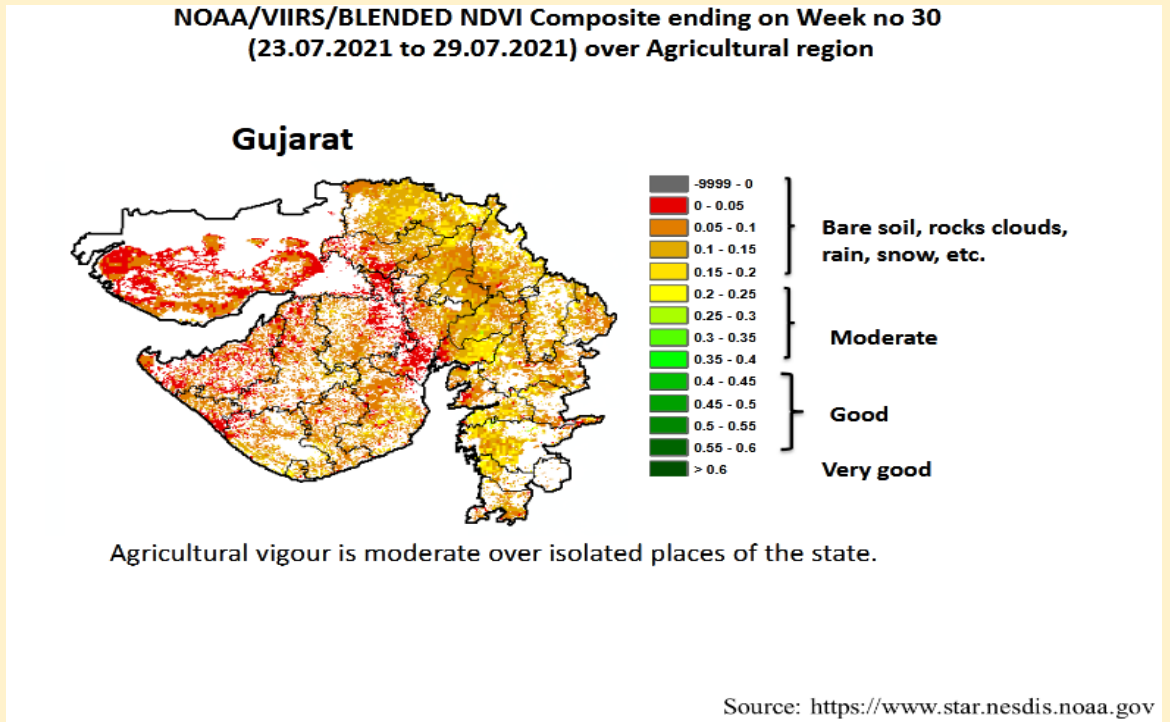 NOAA/VIIRS/BLENDED NDVI Composite ending on Week no 30
(23.07.2021 to 29.07.2021) over Agricultural region
Gujarat
-9999 - 0
0 - 0.05
0.05 - 0.1
0.1 - 0.15
0.15 - 0.2
0.2 - 0.25
0.25 - 0.3
0.3 - 0.35
0.35 - 0.4
0.4 - 0.45
0.45 - 0.5
0.5 - 0.55
0.55 - 0.6
> 0.6
Bare soil, rocks clouds,
rain, snow, etc.
Moderate
Good
Very good
Agricultural vigour is moderate over isolated places of the state.
Source: https://www.star.nesdis.noaa.gov